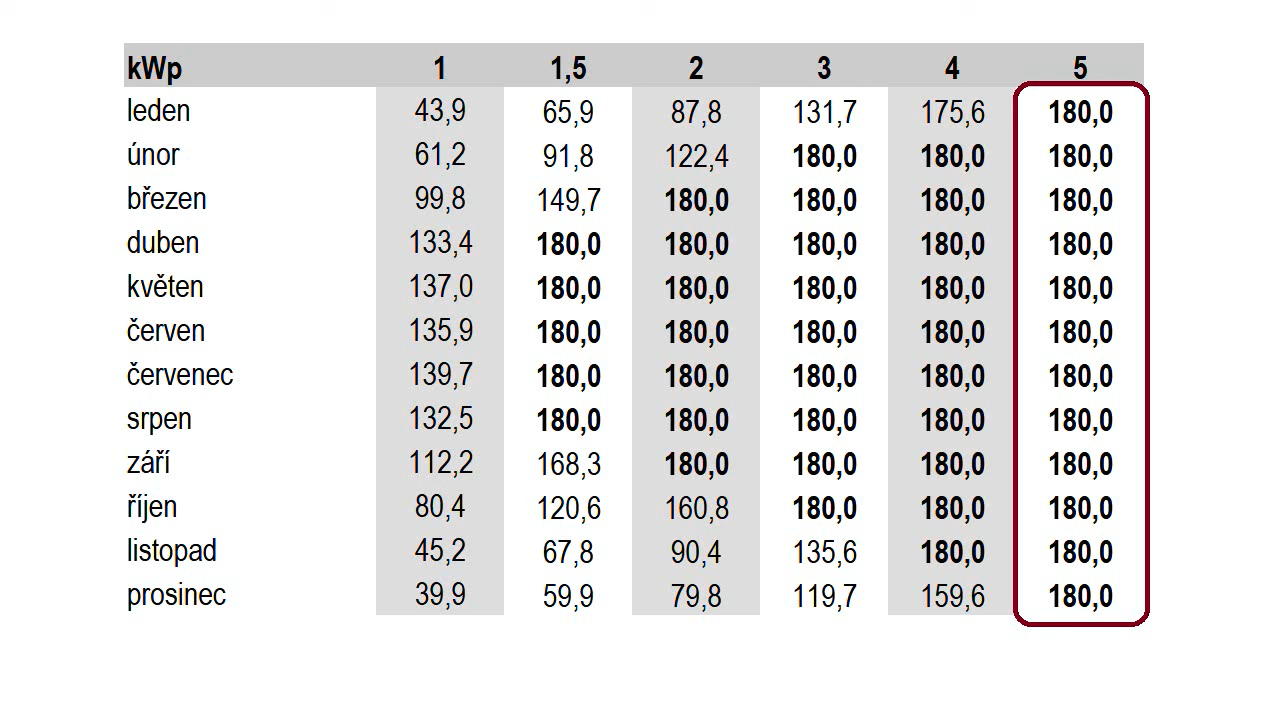 kWp 1 1,5 2 3 4 5
leden 43,9 65,9 87,8 131,7 175,6 180,0
únor 61,2 91,8 122,4 180,0 180,0 180,0
březen 99,8 149,7 180,0 180,0 180,0 180,0
duben 133,4 180,0 180,0 180,0 180,0 180,0
květen 137,0 180,0 180,0 180,0 180,0 180,0
červen 135,9 180,0 180,0 180,0 180,0 180,0
červenec 139,7 180,0 180,0 180,0 180,0 180,0
srpen 132,5 180,0 180,0 180,0 180,0 180,0
září 112,2 168,3 180,0 180,0 180,0 180,0
říjen 80,4 120,6 160,8 180,0 180,0 180,0
listopad 45,2 67,8 90,4 135,6 180,0 180,0
prosinec 39,9 59,9 79,8 119,7 159,6 180,0